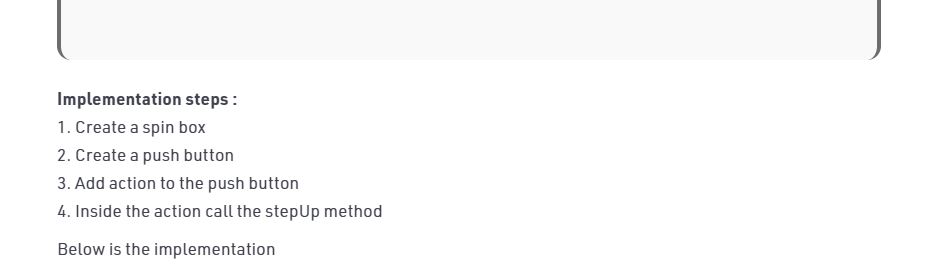 Implementation steps :
1. Create a spin box
2. Create a push button
3. Add action to the push button
4. Inside the action call the stepUp method
Below is the implementation